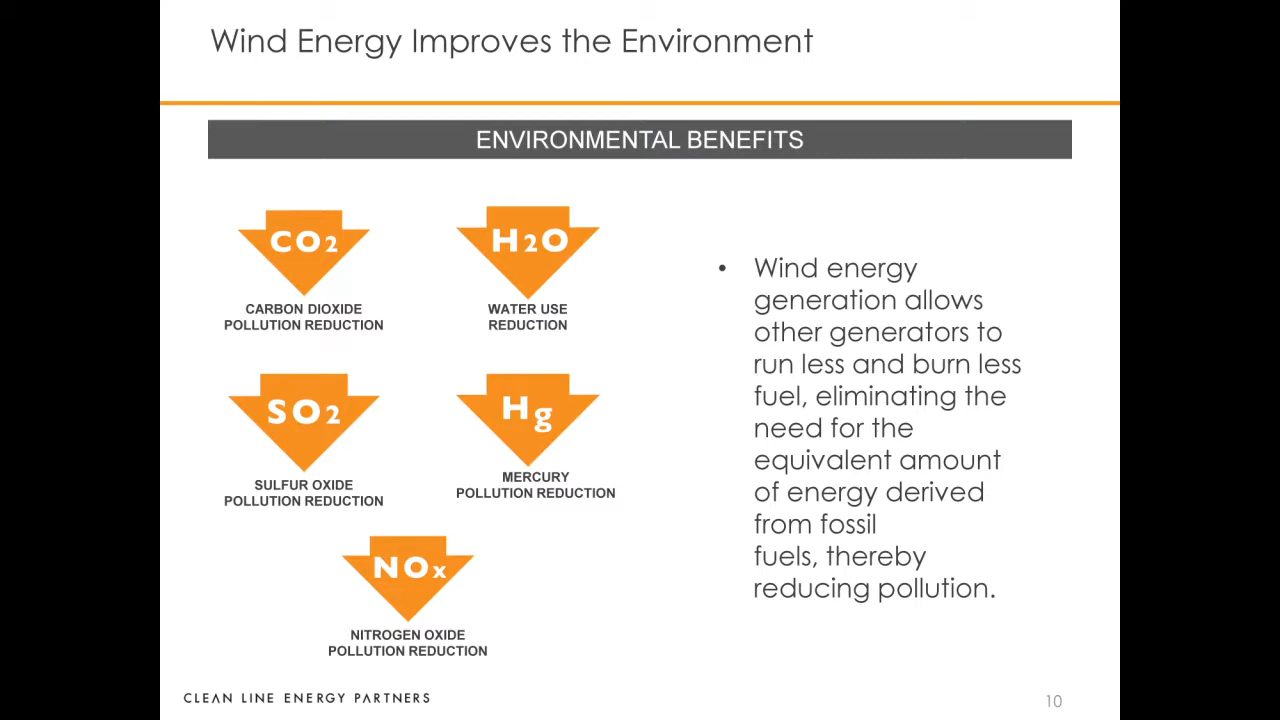 Wind Energy Improves the Environment
ENVIRONMENTAL BENEFITS
CO2
CARBON DIOXIDE
POLLUTION REDUCTION
H2O
WATER USE
REDUCTION
SO2
SULFUR OXIDE
POLLUTION REDUCTION
Hg
MERCURY
POLLUTION REDUCTION
NOx
NITROGEN OXIDE
POLLUTION REDUCTION
• Wind energy
generation allows
other generators to
run less and burn less
fuel, eliminating the
need for the
equivalent amount
of energy derived
from fossil
fuels, thereby
reducing pollution.
CLEAN LINE ENERGY PARTNERS
10